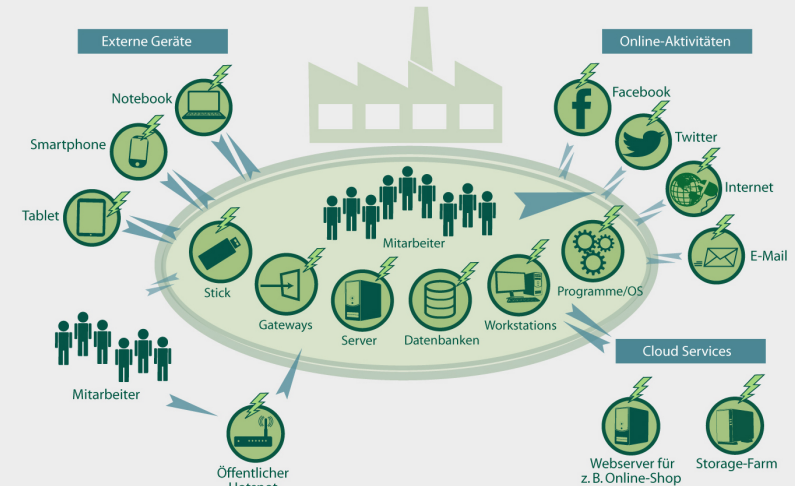 Externe Geräte
Online-Aktivitäten
Notebook
Facebook
Smartphone
Twitter
Tablet
Internet
Mitarbeiter
E-Mail
Stick
Programme/OS
Gateways
Server
Datenbanken
Workstations
Cloud Services
Mitarbeiter
Öffentlicher
Webserver für
z. B. Online-Shop
Storage-Farm